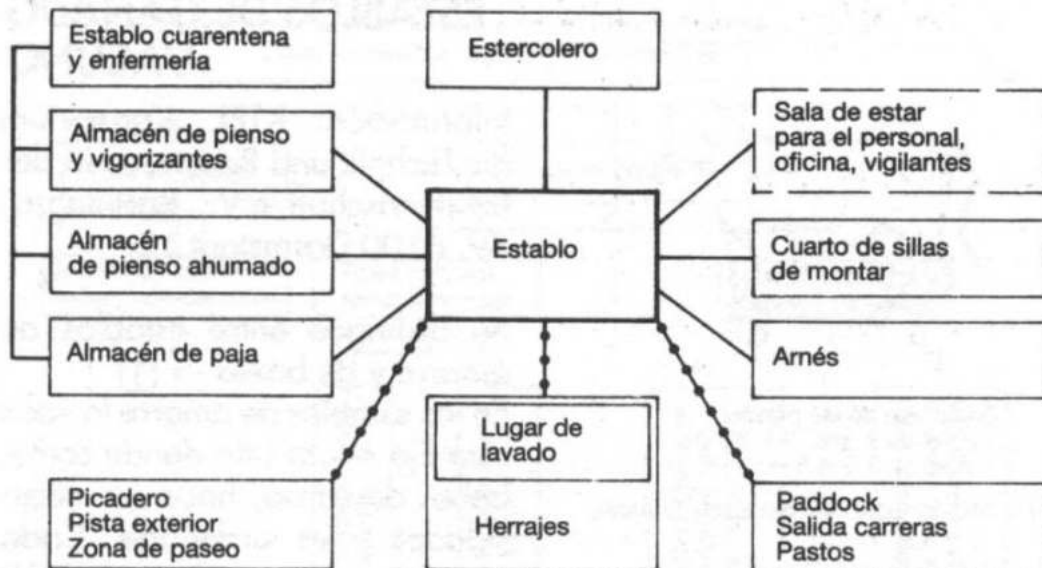 Establo cuarentena
y enfermería
Estercolero
Almacén de pienso
y vigorizantes
Sala de estar
para el personal,
oficina, vigilantes
Almacén
de pienso ahumado
Establo
Cuarto de sillas
de montar
Almacén de paja
Arnés
Lugar de
lavado
Herrajes
Picadero
Pista exterior
Zona de paseo
Paddock
Salida carreras
Pastos